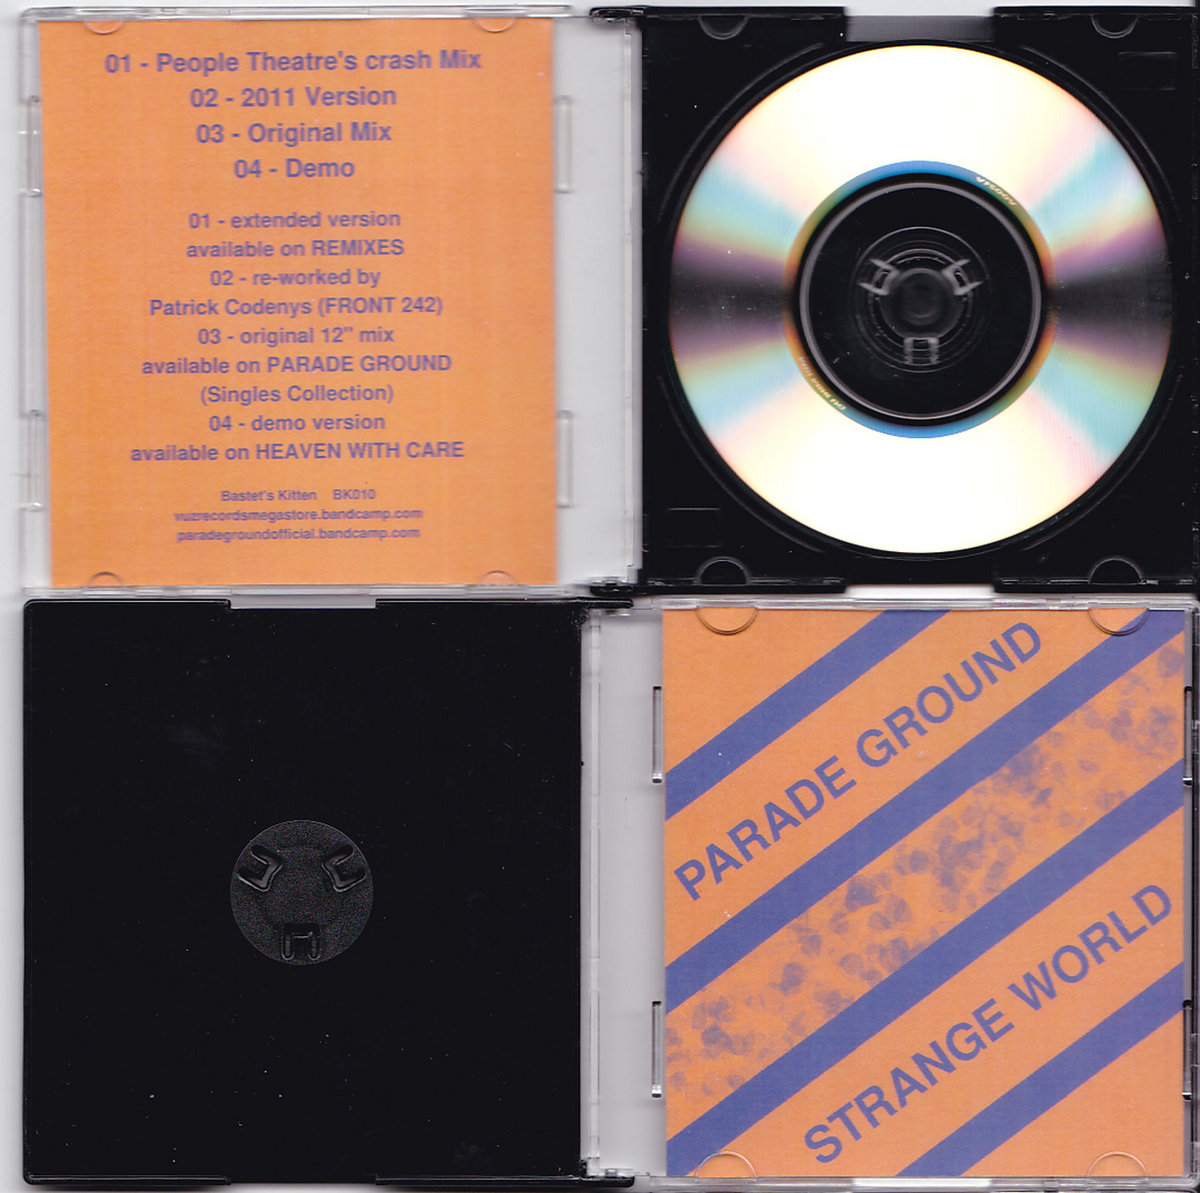 01 - People Theatre's crash Mix
02 - 2011 Version
03 - Original Mix
04 - Demo
01 - extended version
available on REMIXES
02 - re-worked by
Patrick Codenys (FRONT 242)
03 - original 12" mix
available on PARADE GROUND
(Singles Collection)
04 - demo version
available on HEAVEN WITH CARE
Bastet's Kitten BK010
vuzrecordsmegastore.bandcamp.com
paradegroundofficial.bandcamp.com
PARADE GROUND
STRANGE WORLD